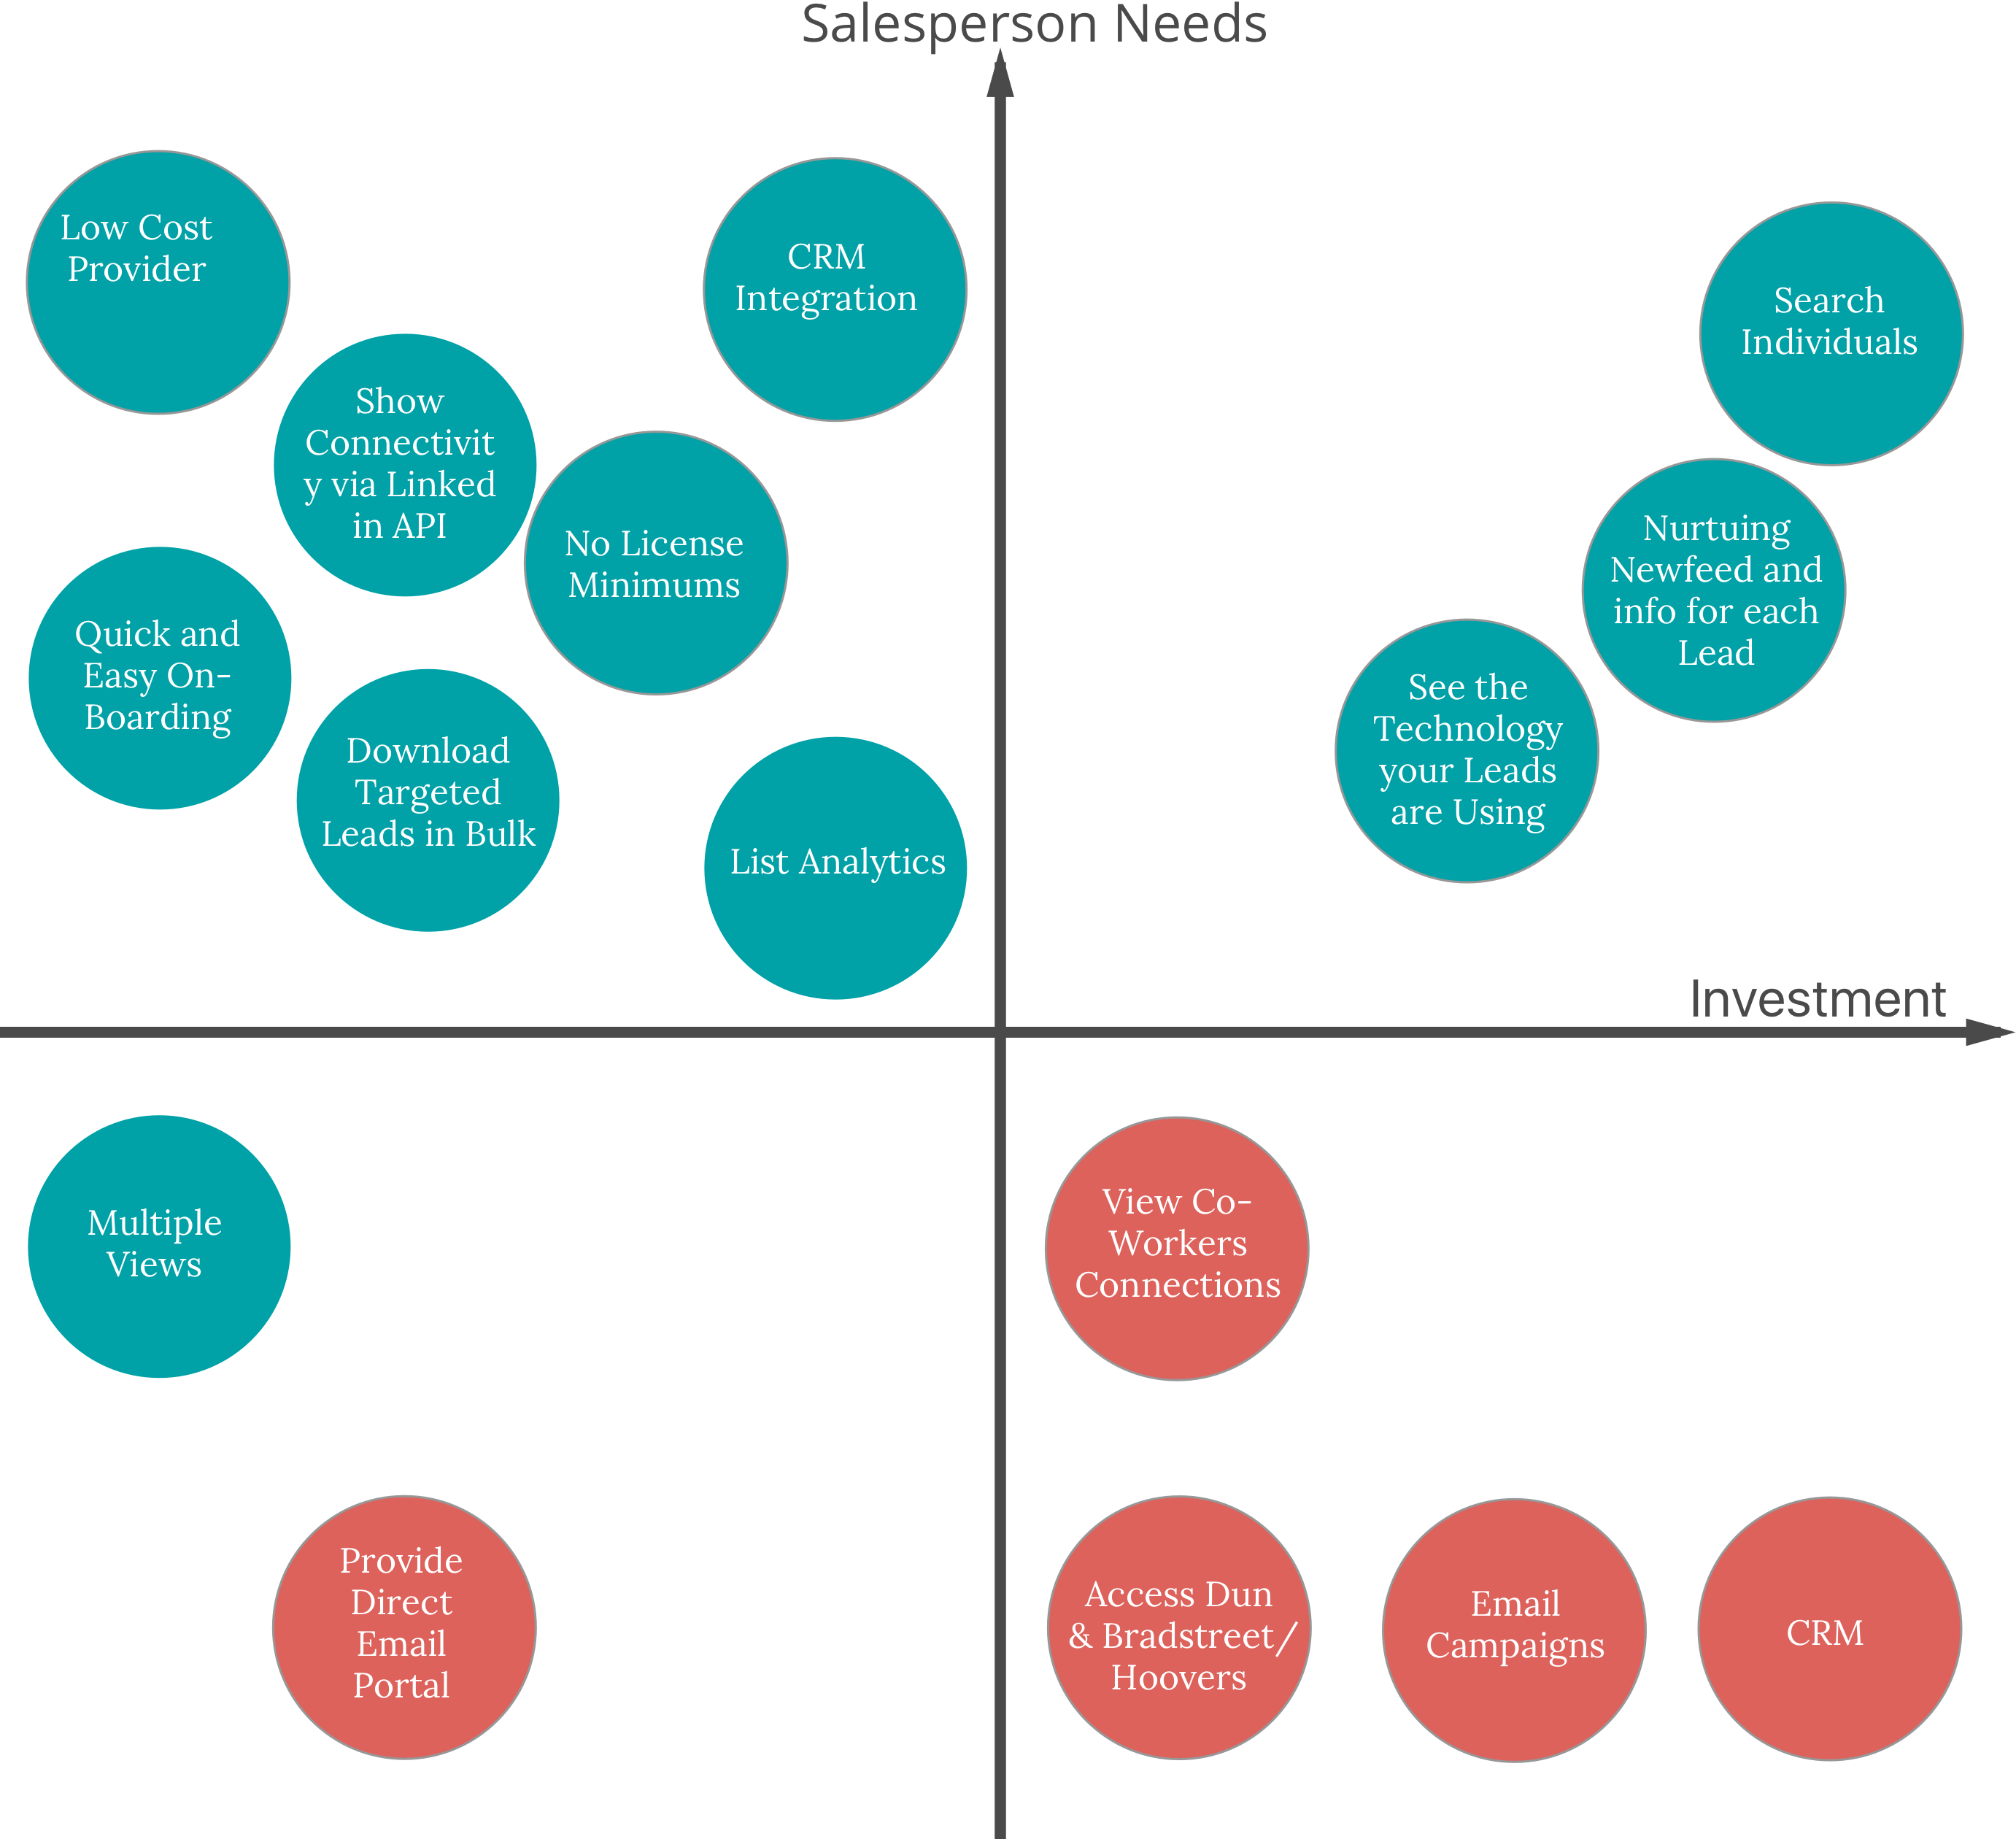 Salesperson Needs
Low Cost
Provider
CRM
Integration
Search
Individuals
Show
Connectivit
y via Linked
in API
No License
Minimums
Nurtuing
Newfeed and
info for each
Lead
Quick and
Easy On-
Boarding
See the
Technology
your Leads
are Using
Download
Targeted
Leads in Bulk
List Analytics
Investment
Multiple
Views
View Co-
Workers
Connections
Provide
Direct
Email
Portal
Access Dun
& Bradstreet/
Hoovers
Email
Campaigns
CRM